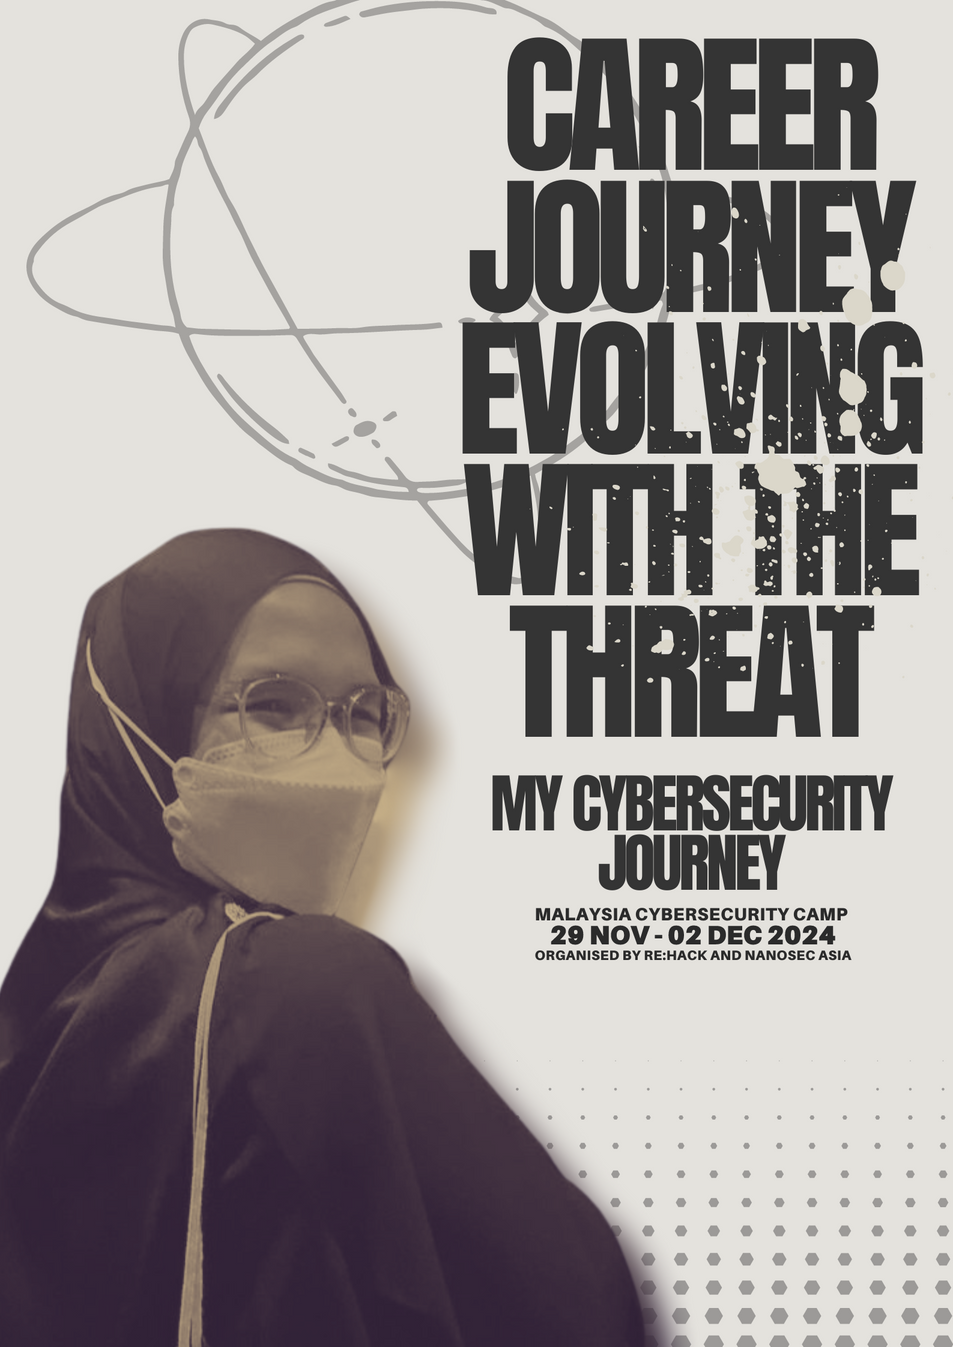 CAREER
JOURNEY
EVOLVING
WITH THE
THREAT
MY CYBERSECURITY
JOURNEY
MALAYSIA CYBERSECURITY CAMP
29 NOV - 02 DEC 2024
ORGANISED BY RE:HACK AND NANOSEC ASIA